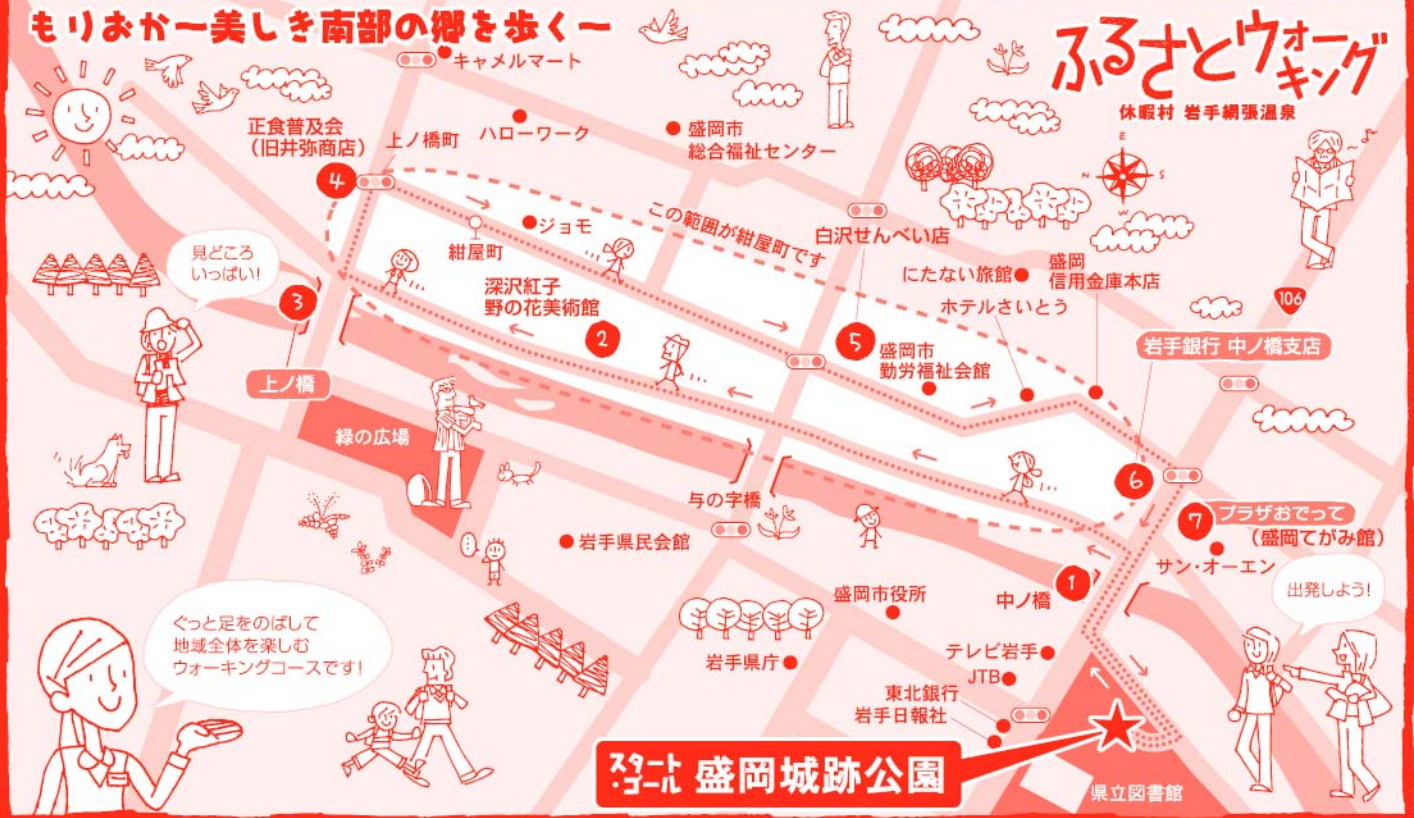 もりおか〜美しき南部の郷を歩く〜
ふるさとウォーキング
休暇村 岩手網張温泉
キャメルマート
正食普及会
(旧井弥商店)
上ノ橋町
ハローワーク
盛岡市
総合福祉センター
E
N
S
W
4
ジョモ
紺屋町
この範囲が紺屋町です
白沢せんべい店
見どころ
いっぱい!
深沢紅子
野の花美術館
にたない旅館
盛岡
信用金庫本店
ホテルさいとう
106
3
2
5
盛岡市
勤労福祉会館
岩手銀行 中ノ橋支店
上ノ橋
緑の広場
6
与の字橋
7
プラザおでって
(盛岡てがみ館)
岩手県民会館
サン・オーエン
1
中ノ橋
盛岡市役所
出発しよう!
ぐっと足をのばして
地域全体を楽しむ
ウォーキングコースです!
岩手県庁
テレビ岩手
JTB
東北銀行
岩手日報社
スタート
・ゴール
盛岡城跡公園
県立図書館